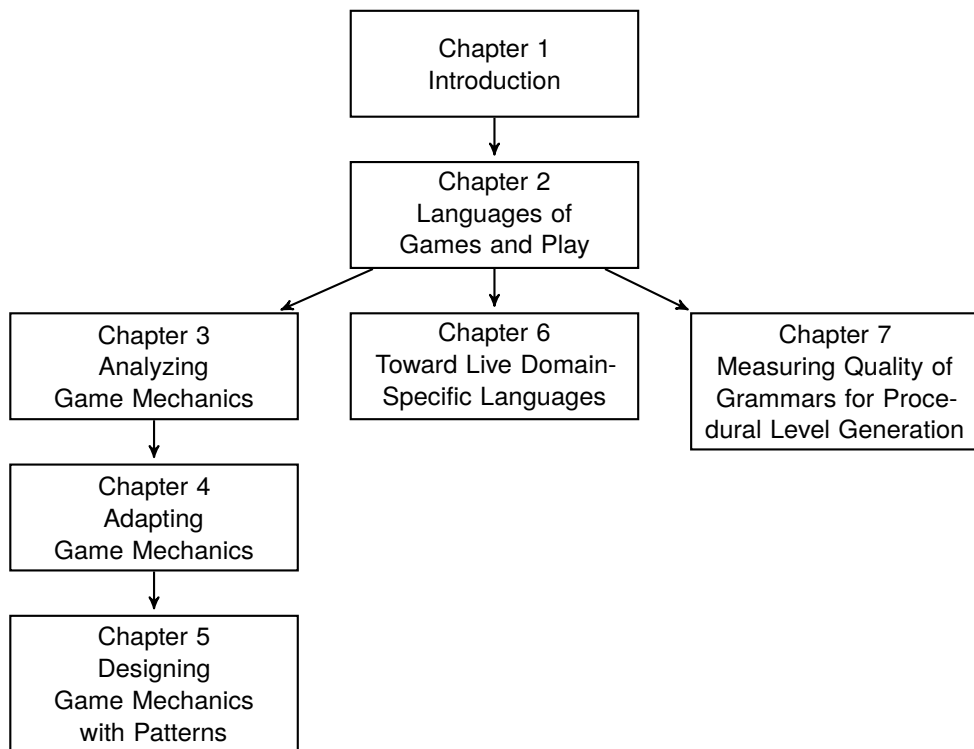 Chapter 1
Introduction
Chapter 2
Languages of
Games and Play
Chapter 3
Analyzing
Game Mechanics
Chapter 6
Toward Live Domain-
Specific Languages
Chapter 7
Measuring Quality of
Grammars for Proce-
dural Level Generation
Chapter 4
Adapting
Game Mechanics
Chapter 5
Designing
Game Mechanics
with Patterns